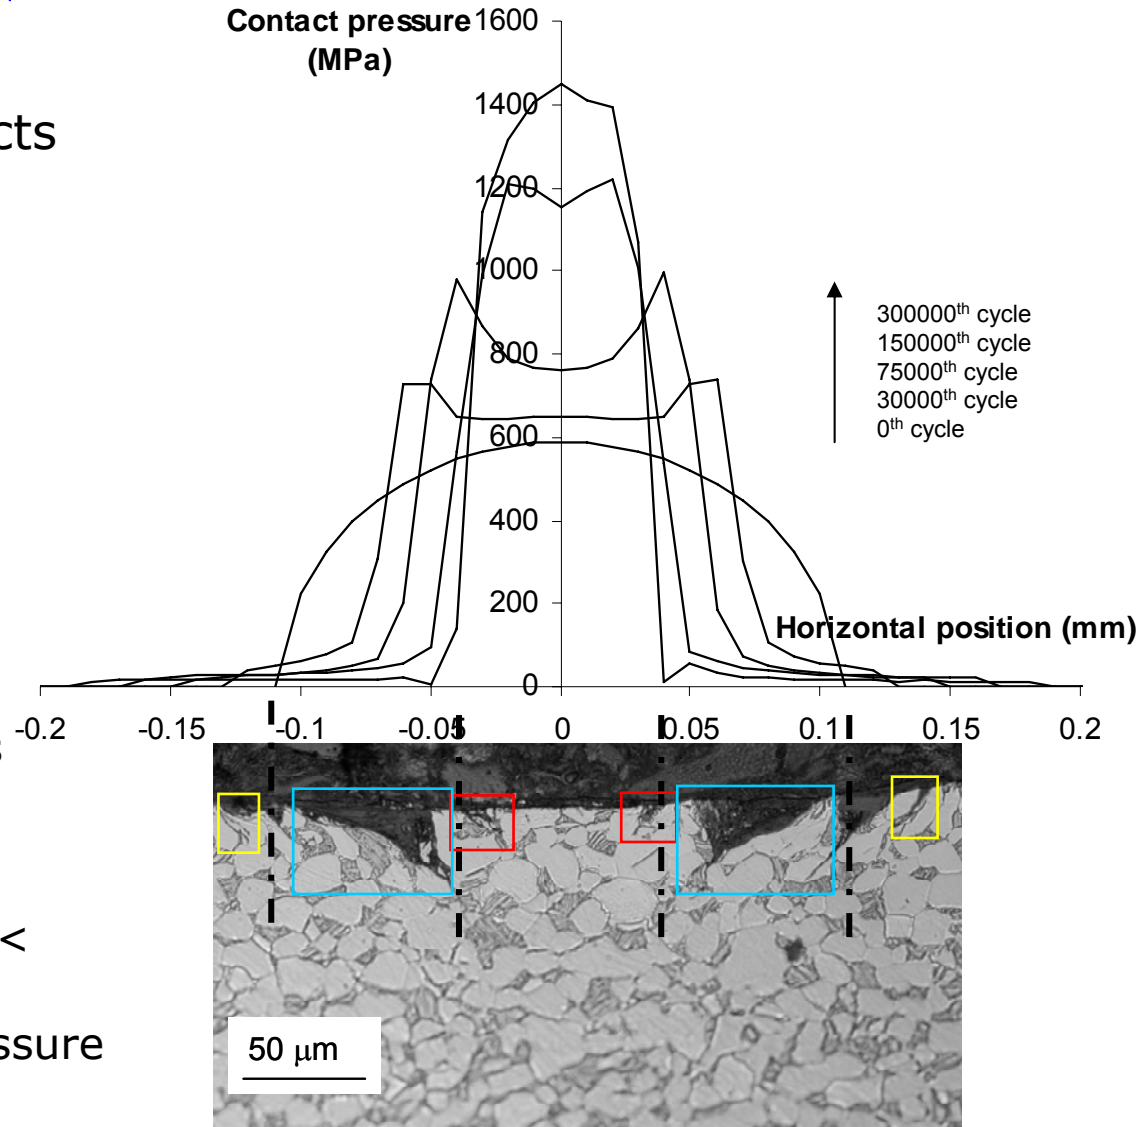 Contact pressure
(MPa)
1600
1400
1200
1000
800
600
400
200
0
300000th cycle
150000th cycle
75000th cycle
30000th cycle
0th cycle
Horizontal position (mm)
-0.2 -0.15 -0.1 -0.05 0 0.05 0.1 0.15 0.2
cts
s
<
ssure
50 μm